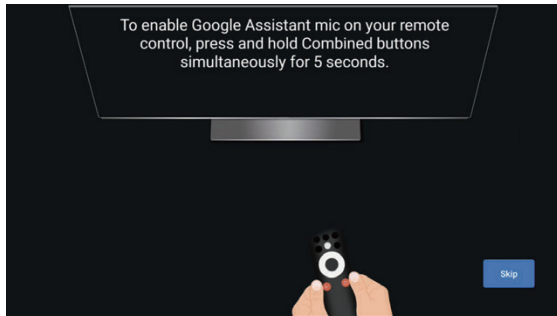 To enable Google Assistant mic on your remote
control, press and hold Combined buttons
simultaneously for 5 seconds.
Skip